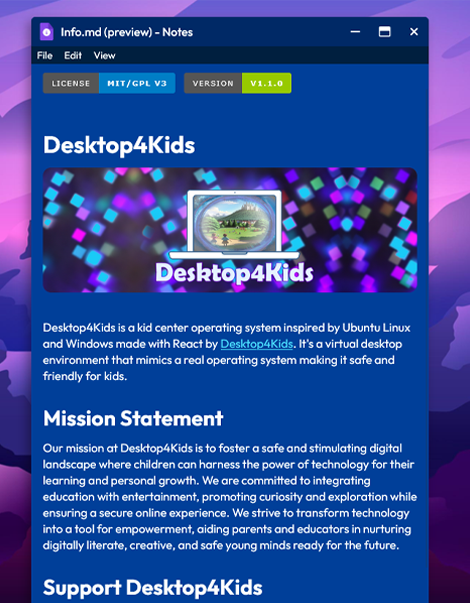 Info.md (preview) - Notes
File Edit View
LICENSE MIT/GPL V3 VERSION V1.1.0
Desktop4Kids
Desktop4Kids
Desktop4Kids is a kid center operating system inspired by Ubuntu Linux
and Windows made with React by Desktop4Kids. It's a virtual desktop
environment that mimics a real operating system making it safe and
friendly for kids.
Mission Statement
Our mission at Desktop4Kids is to foster a safe and stimulating digital
landscape where children can harness the power of technology for their
learning and personal growth. We are committed to integrating
education with entertainment, promoting curiosity and exploration while
ensuring a secure online experience. We strive to transform technology
into a tool for empowerment, aiding parents and educators in nurturing
digitally literate, creative, and safe young minds ready for the future.
Support Desktop4Kids